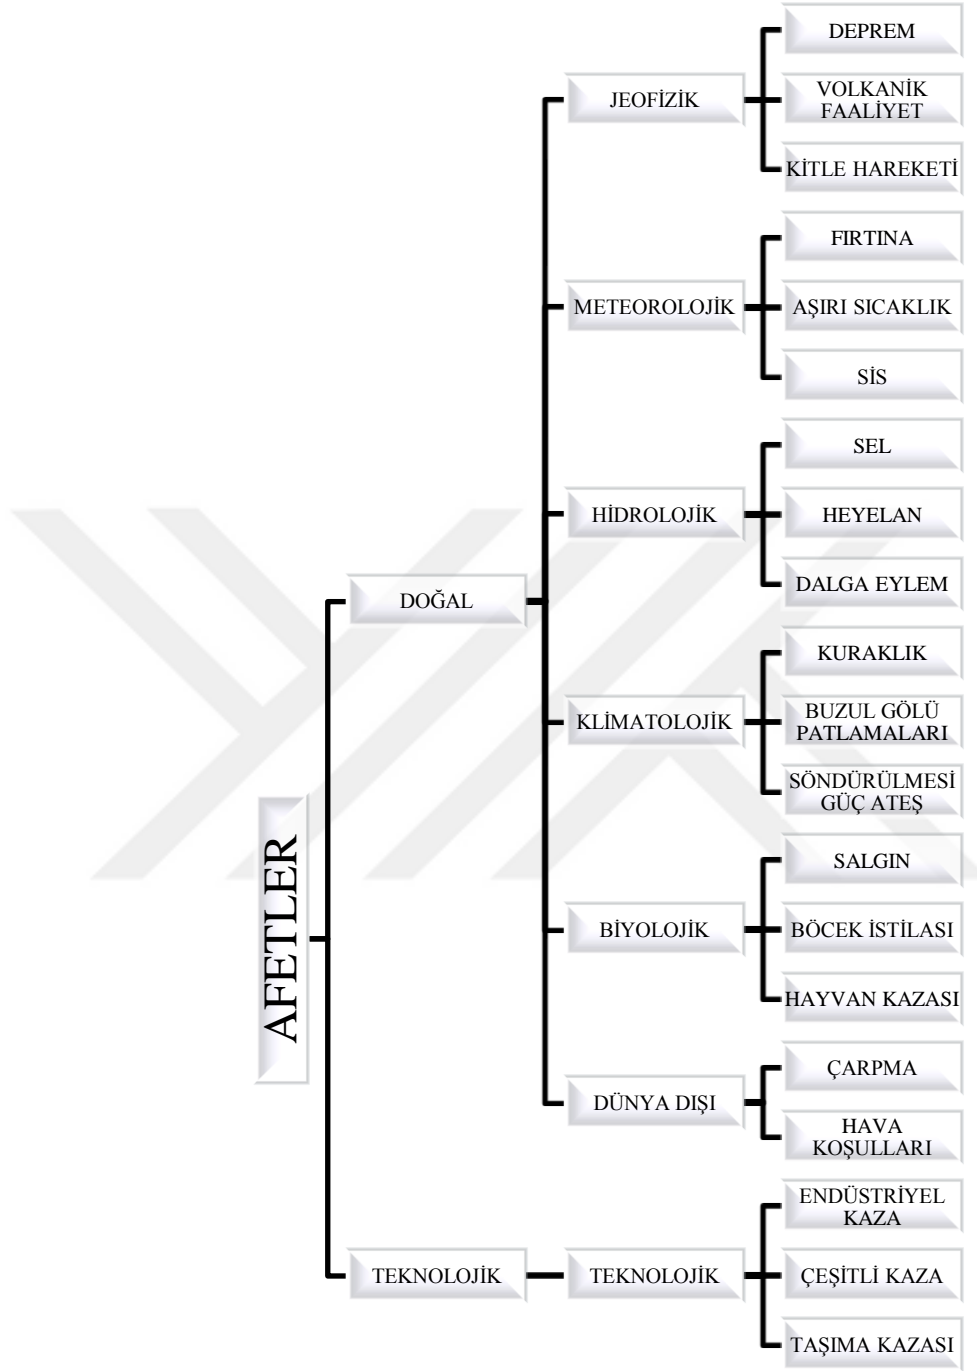 DEPREM
VOLKANİK
FAALİYET
JEOFİZİK
KİTLE HAREKETİ
FIRTINA
METEOROLOJİK
AŞIRI SICAKLIK
SİS
SEL
HİDROLOJİK
HEYELAN
DALGA EYLEM
DOĞAL
KURAKLIK
KLİMATOLOJİK
BUZUL GÖLÜ
PATLAMALARI
SÖNDÜRÜLMESİ
GÜÇ ATEŞ
SALGIN
AFETLER
BİYOLOJİK
BÖCEK İSTİLASI
HAYVAN KAZASI
ÇARPMA
DÜNYA DIŞI
HAVA
KOŞULLARI
ENDÜSTRİYEL
KAZA
TEKNOLOJİK
TEKNOLOJİK
ÇEŞİTLİ KAZA
TAŞIMA KAZASI